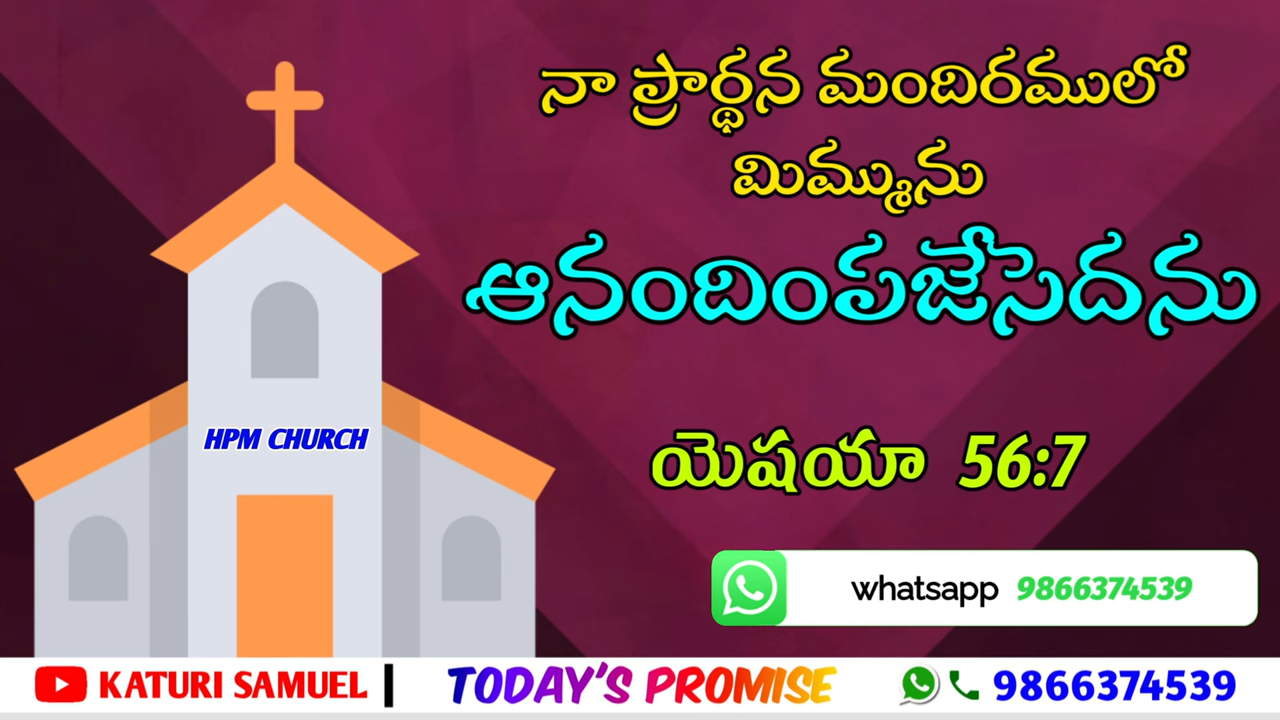 నా ప్రార్థన మందిరములో
మిమ్మును
ఆనందింపజేసెదను
యెషయా 56:7
HPM CHURCH
whatsapp 9866374539
KATURI SAMUEL | TODAY'S PROMISE 9866374539